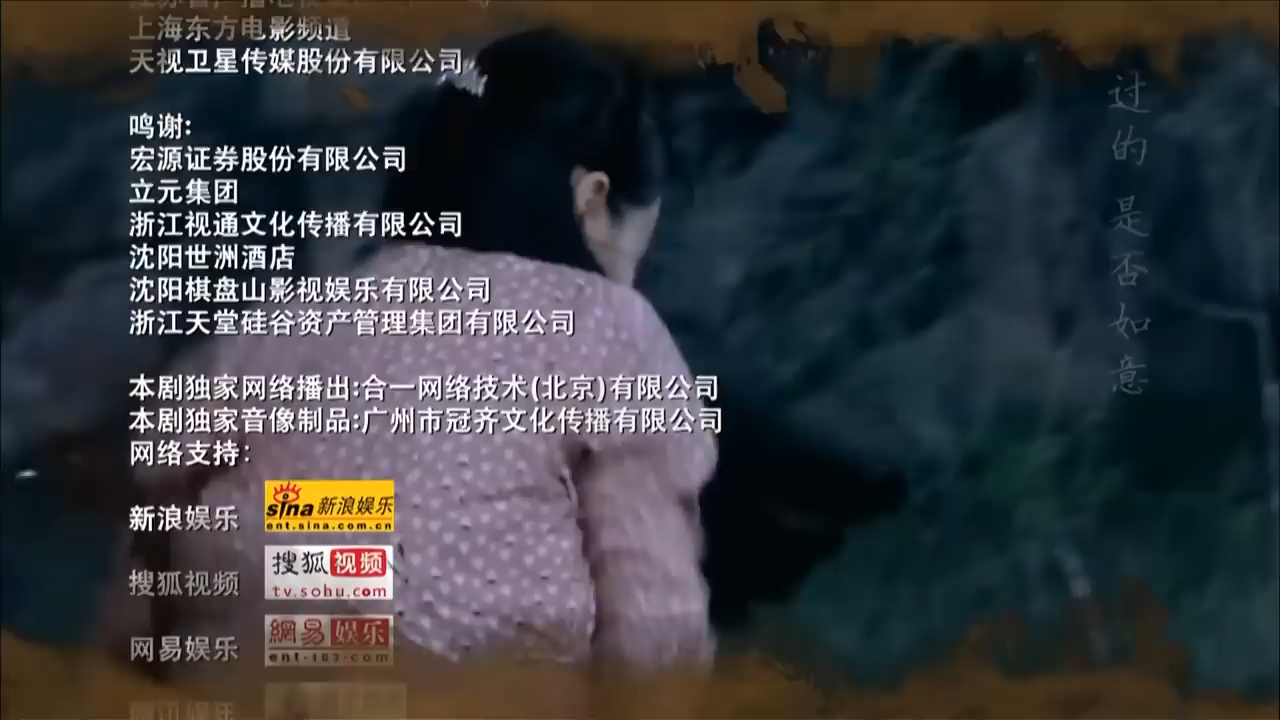 上海东方电影频道
天视卫星传媒股份有限公司
鸣谢:
宏源证券股份有限公司
立元集团
浙江视通文化传播有限公司
沈阳世洲酒店
沈阳棋盘山影视娱乐有限公司
浙江天堂硅谷资产管理集团有限公司
本剧独家网络播出:合一网络技术(北京)有限公司
本剧独家音像制品:广州市冠齐文化传播有限公司
网络支持:
新浪娱乐 sina新浪娱乐
ent.sina.com.cn
搜狐视频 搜狐视频
tv.sohu.com
网易娱乐 網易娱乐
ent·163·com
过的是否如意